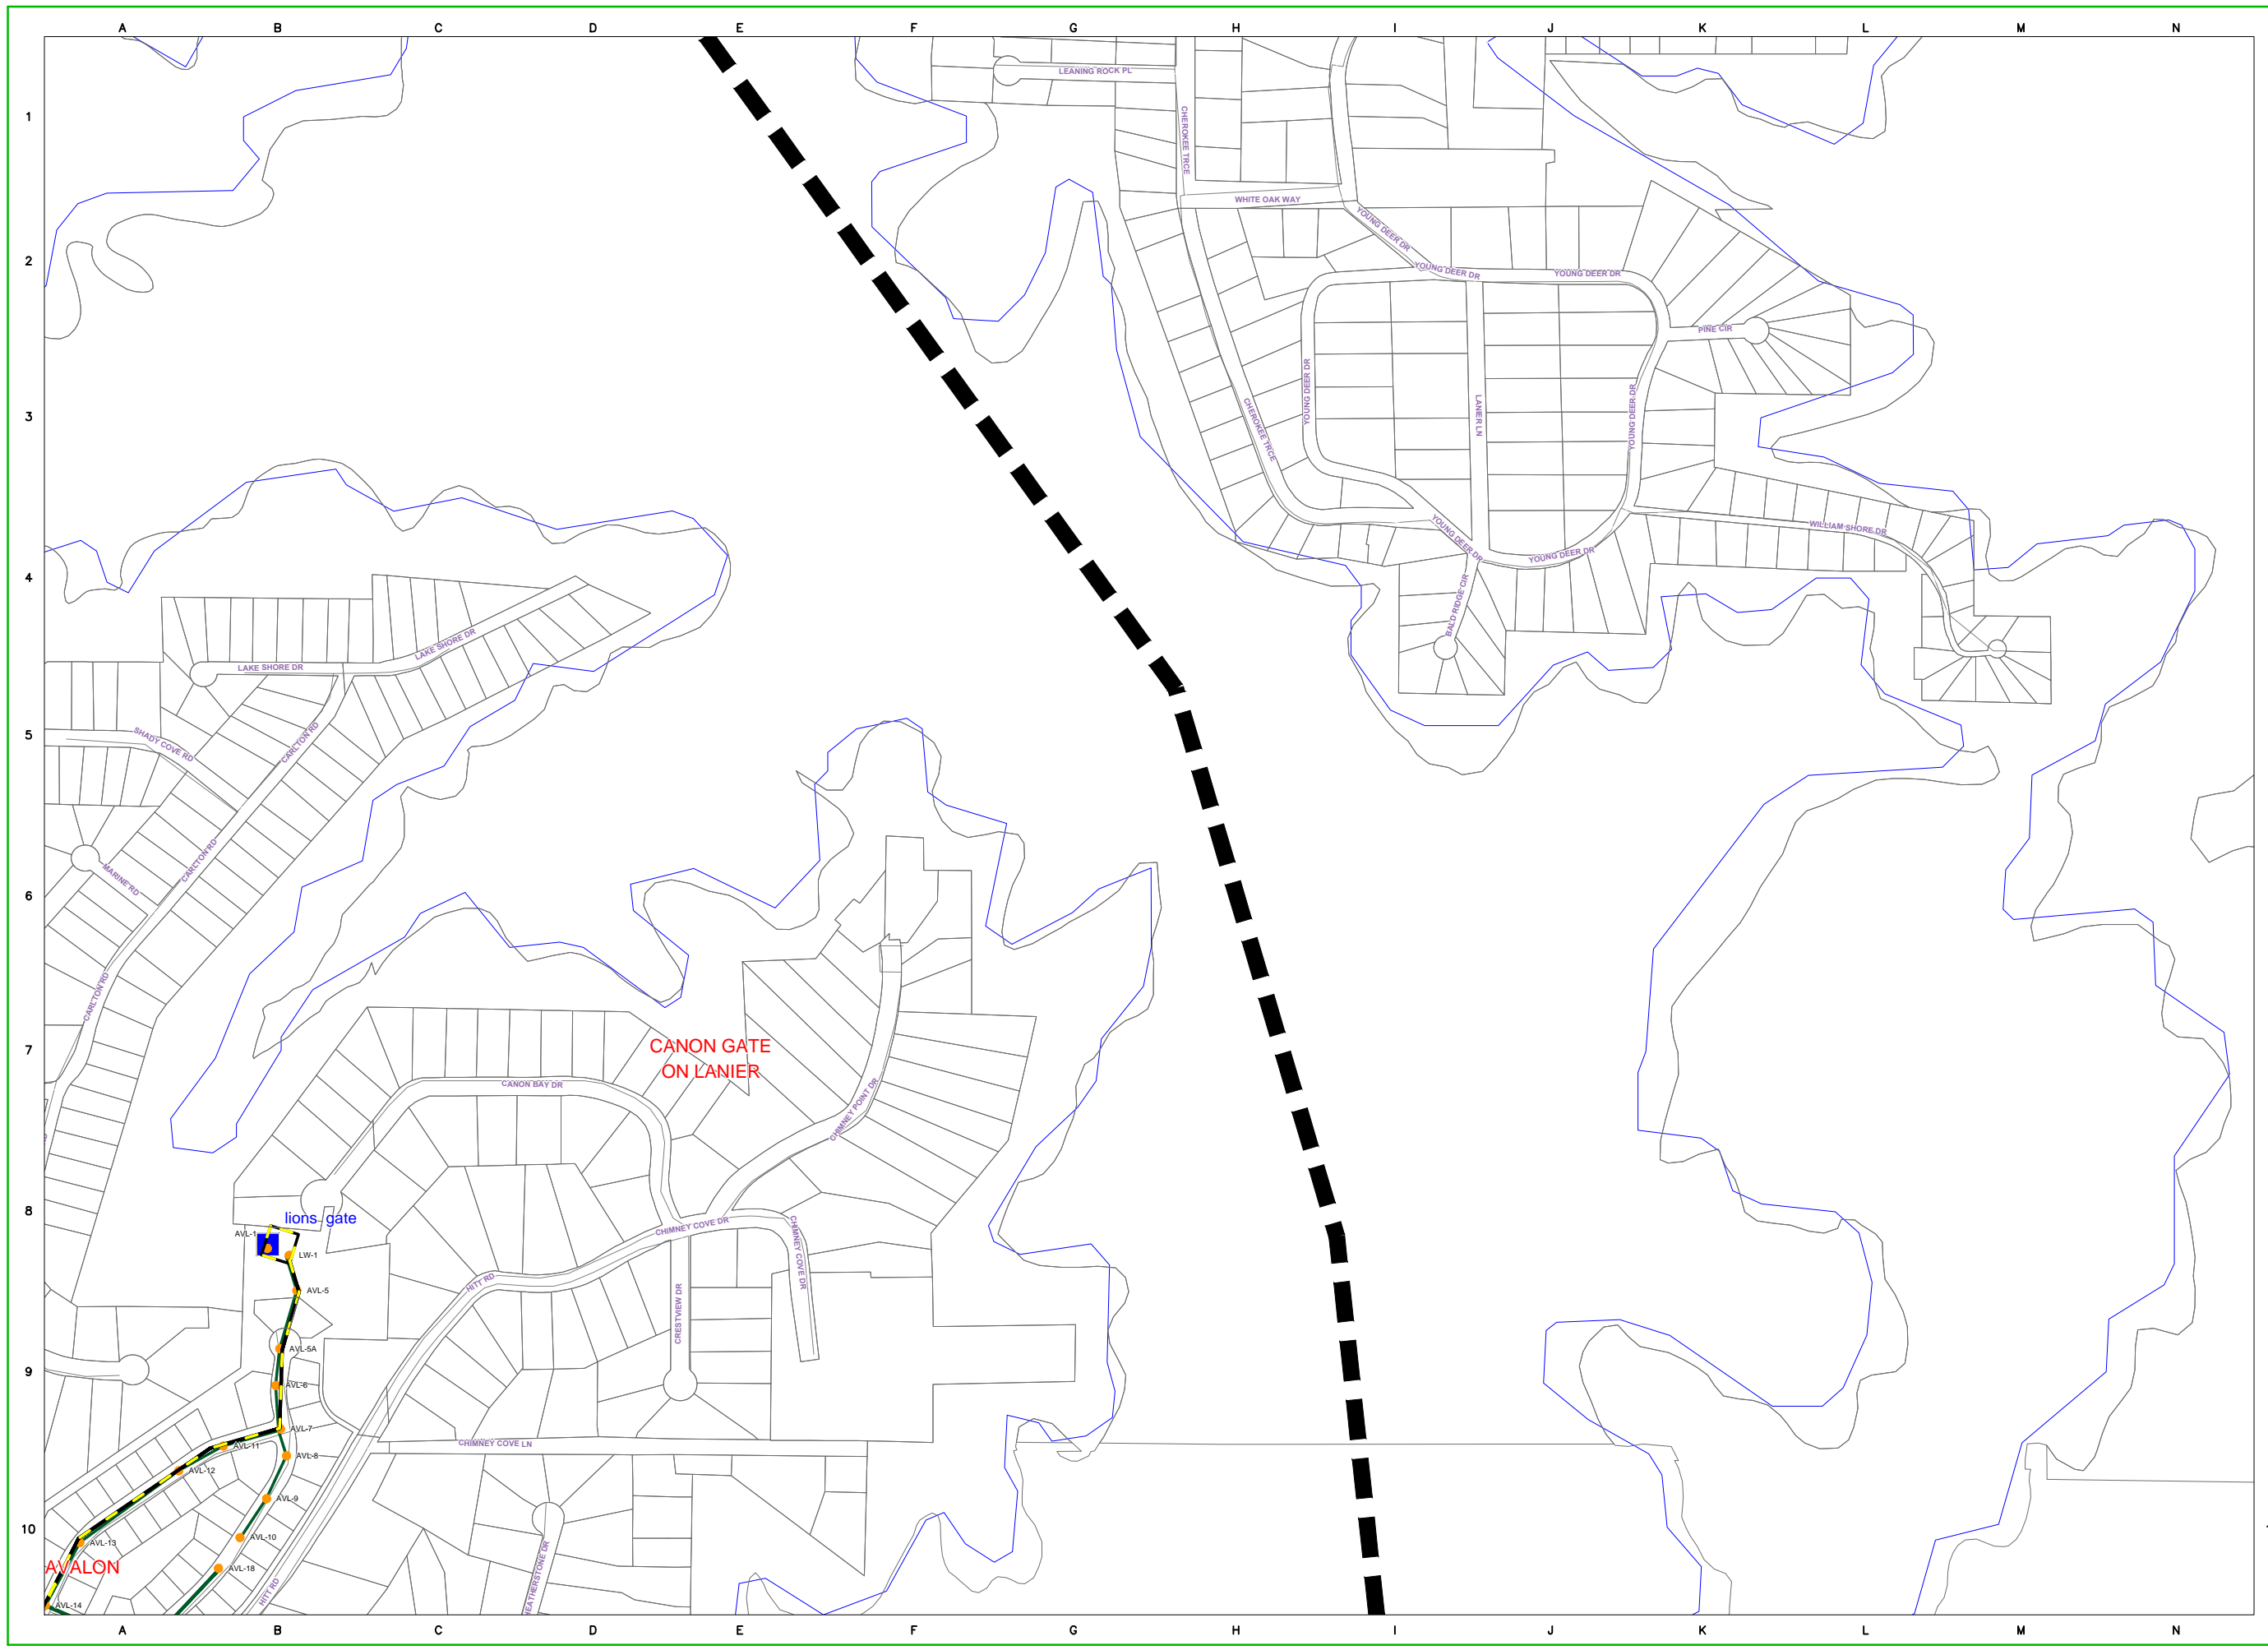 A B C D E F G H I J K L M N
LEANING ROCK PL
1
CHEROKEE TRCE
WHITE OAK WAY
YOUNG DEER DR
2
YOUNG DEER DR
YOUNG DEER DR
PINE CIR
YOUNG DEER DR
LANIER LN
YOUNG DEER DR
3
CHEROKEE TRCE
YOUNG DEER DR
WILLIAM SHORE DR
YOUNG DEER DR
4
BALD RIDGE CIR
LAKE SHORE DR
LAKE SHORE DR
5
SHADY COVE RD
CARLTON RD
CARLTON RD
MARINE RD
6
CARLTON RD
7
CANON GATE
ON LANIER
CANON BAY DR
CHIMNEY POINT DR
8
lions gate
CHIMNEY COVE DR
AVL-1
LW-1
CHIMNEY COVE DR
HITT RD
AVL-5
CRESTVIEW DR
AVL-5A
9
AVL-6
AVL-7
AVL-11
CHIMNEY COVE LN
AVL-8
AVL-12
AVL-9
10
AVL-10
AVL-13
AVALON
AVL-18
HEATHERSTONE DR
HITT RD
AVL-14
A B C D E F G H I J K L M N